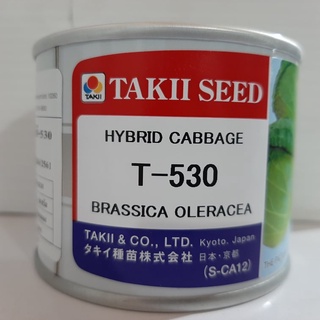 TAKII
TAKII SEED
HYBRID CABBAGE
T-530
BRASSICA OLERACEA
TAKII & CO., LTD. Kyoto, Japan
タキイ種苗株式会社 日本・京都
(S-CA12)